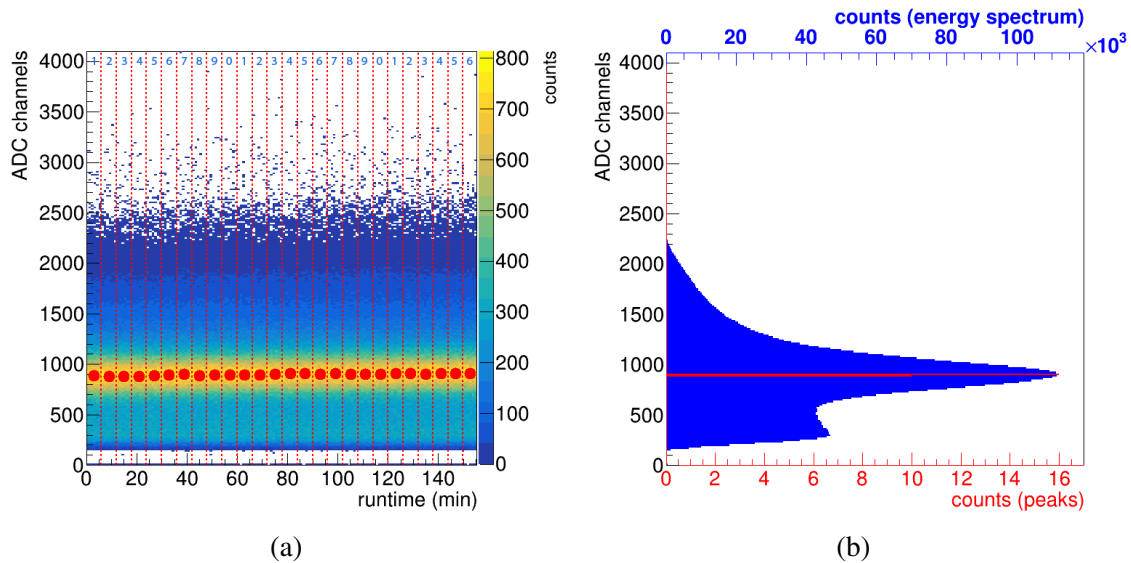 ADC channels
4000
3500
3000
2500
2000
1500
1000
500
0
1 2 3 4 5 6 7 8 9 0 1 2 3 4 5 6 7 8 9 0 1 2 3 4 5 6
0 20 40 60 80 100 120 140
runtime (min)
counts
800
700
600
500
400
300
200
100
0
(a)
counts (energy spectrum)
0 20 40 60 80 100 ×10³
ADC channels
4000
3500
3000
2500
2000
1500
1000
500
0
0 2 4 6 8 10 12 14 16
counts (peaks)
(b)